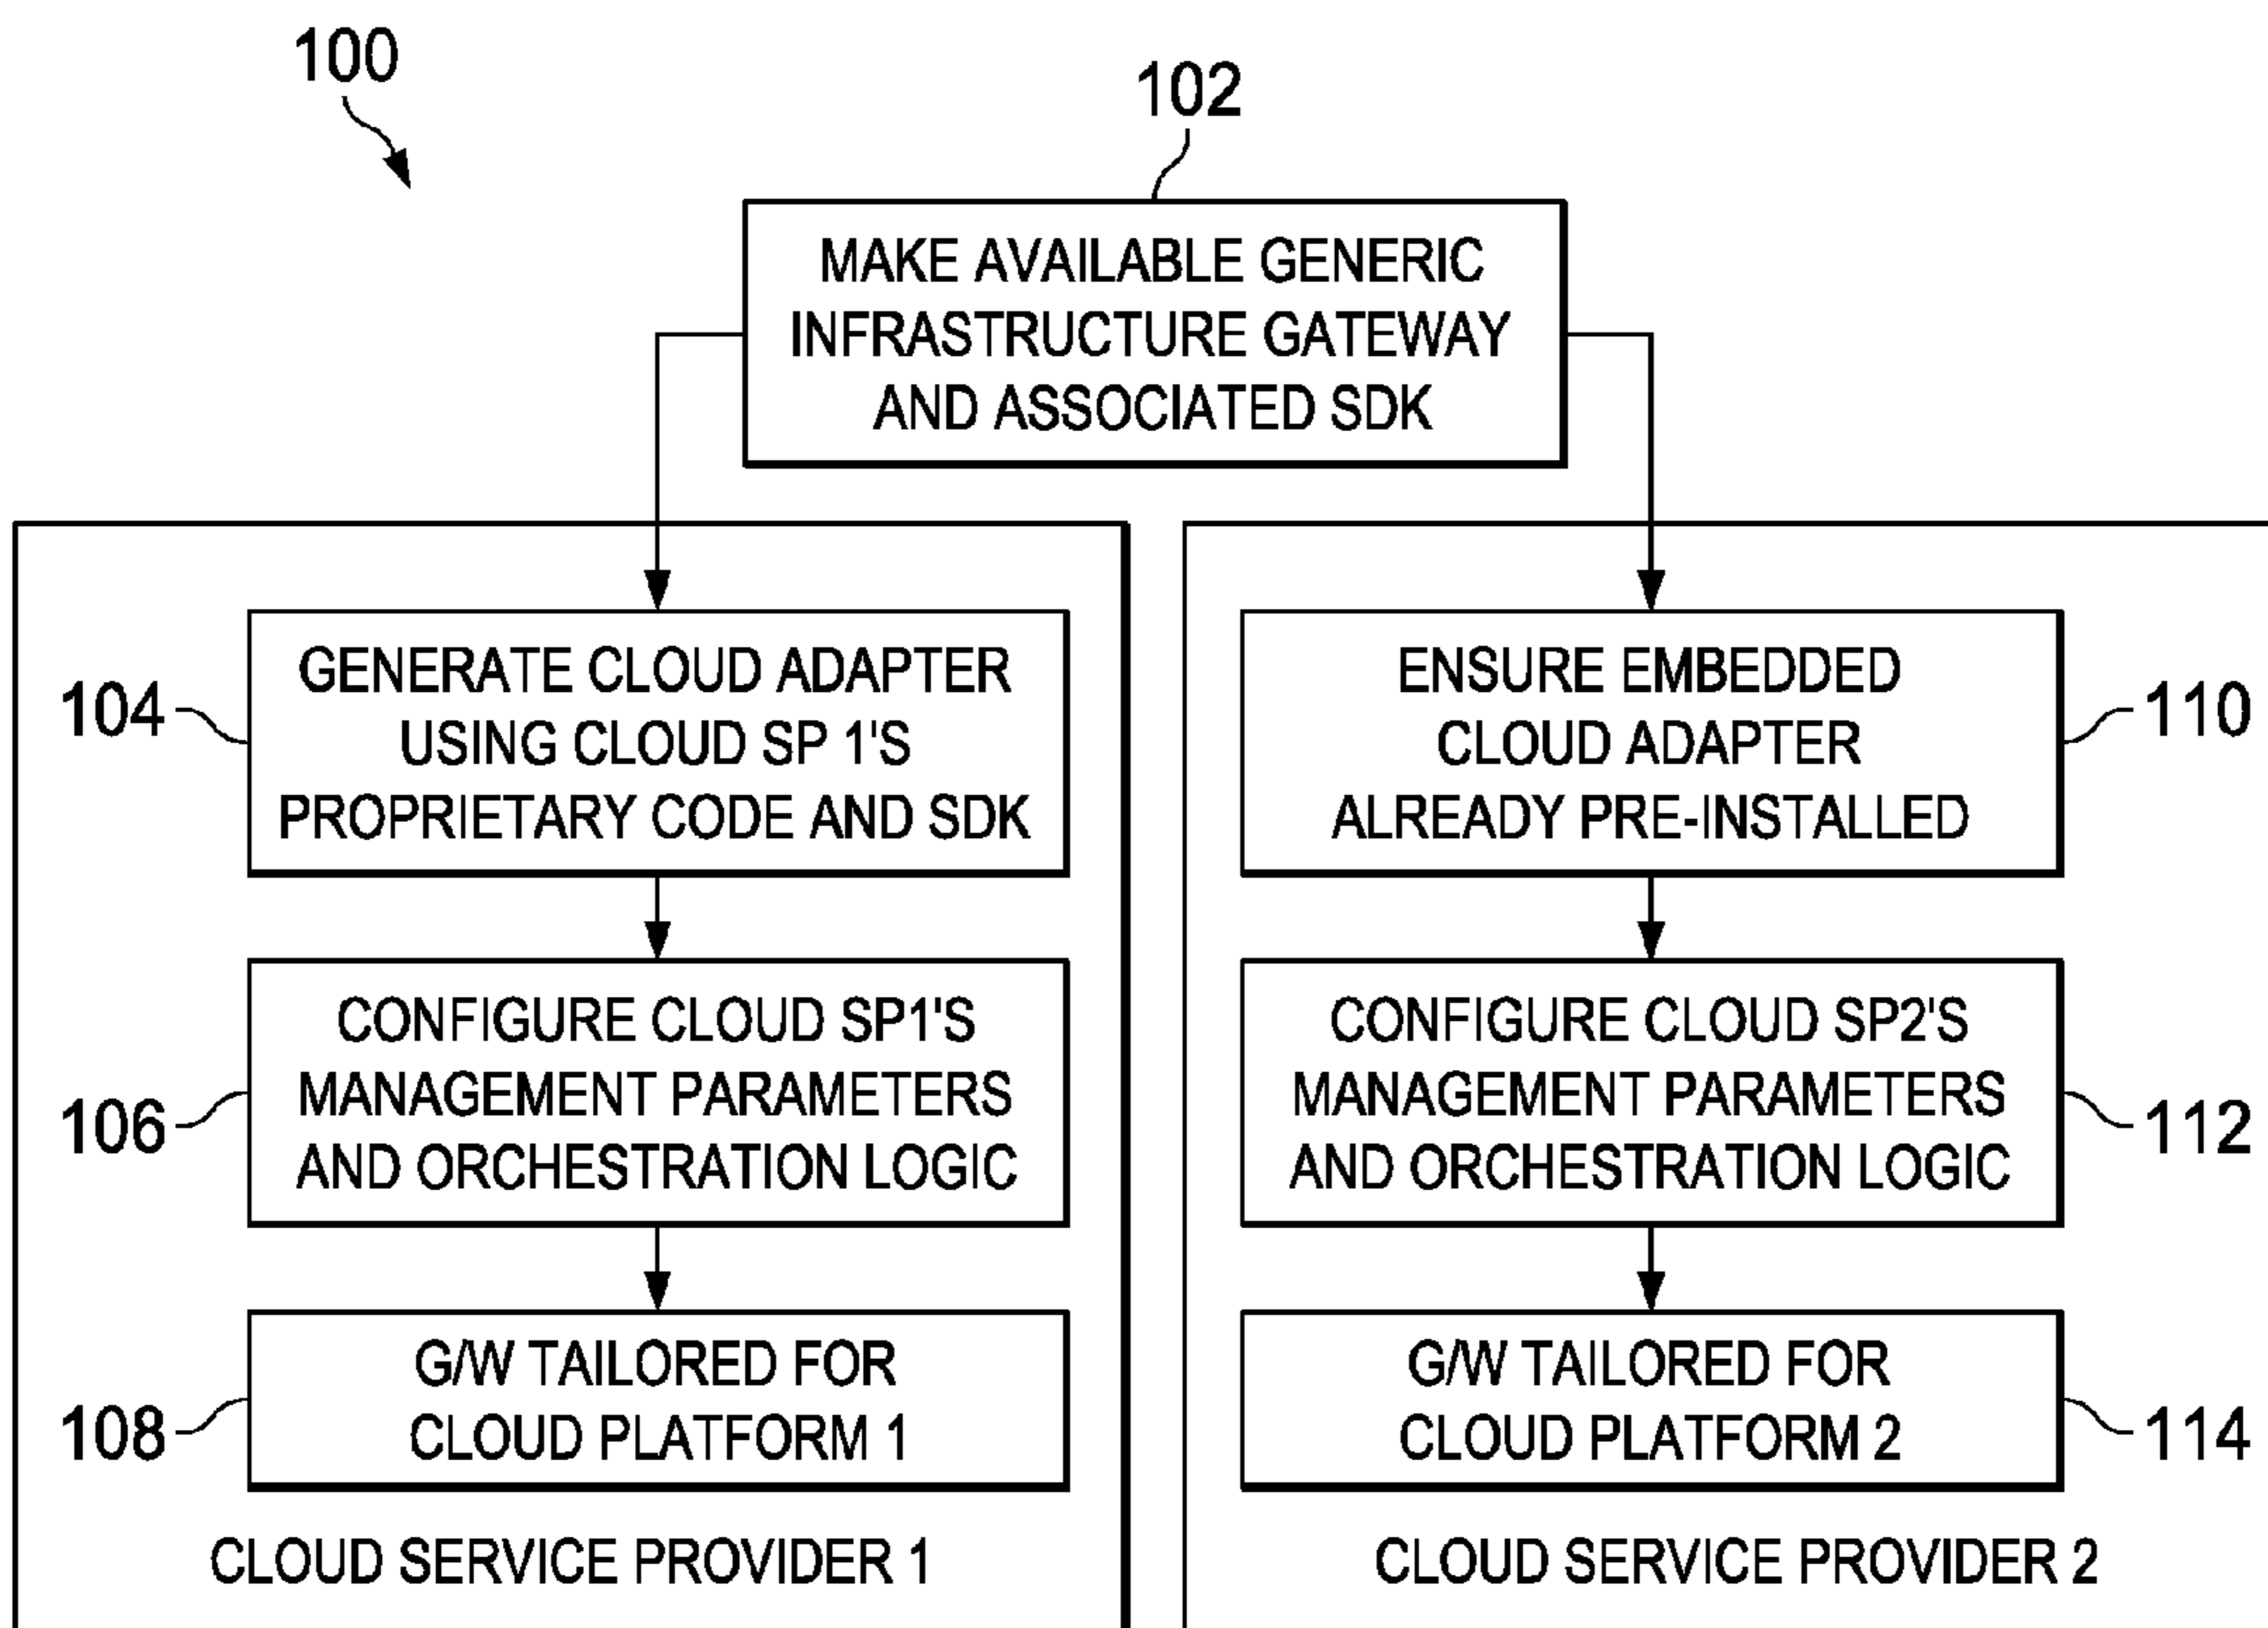 100
102
MAKE AVAILABLE GENERIC
INFRASTRUCTURE GATEWAY
AND ASSOCIATED SDK
104
GENERATE CLOUD ADAPTER
USING CLOUD SP 1'S
PROPRIETARY CODE AND SDK
106
CONFIGURE CLOUD SP1'S
MANAGEMENT PARAMETERS
AND ORCHESTRATION LOGIC
108
G/W TAILORED FOR
CLOUD PLATFORM 1
CLOUD SERVICE PROVIDER 1
ENSURE EMBEDDED
CLOUD ADAPTER
ALREADY PRE-INSTALLED
110
CONFIGURE CLOUD SP2'S
MANAGEMENT PARAMETERS
AND ORCHESTRATION LOGIC
112
G/W TAILORED FOR
CLOUD PLATFORM 2
114
CLOUD SERVICE PROVIDER 2